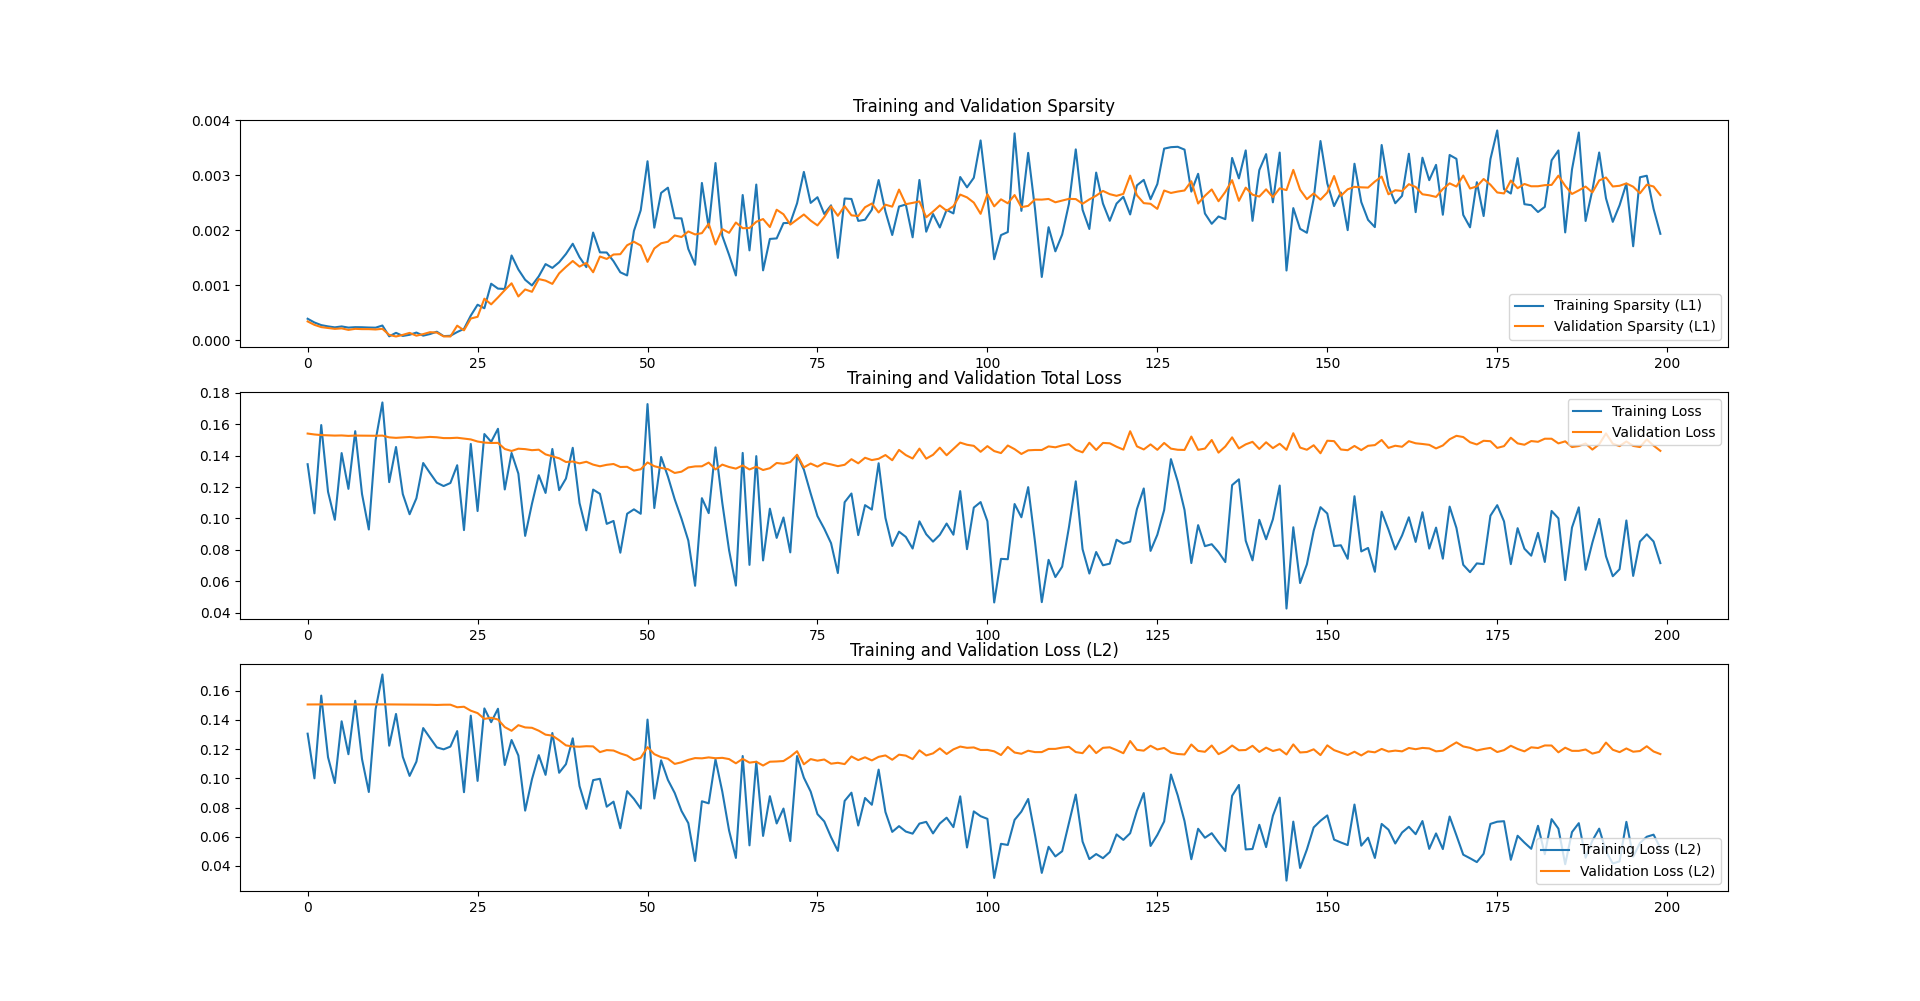 Training and Validation Sparsity
0.004
0.003
0.002
0.001
0.000
Training Sparsity (L1)
Validation Sparsity (L1)
0 25 50 75 100 125 150 175 200
Training and Validation Total Loss
0.18
0.16
0.14
0.12
0.10
0.08
0.06
0.04
Training Loss
Validation Loss
0 25 50 75 100 125 150 175 200
Training and Validation Loss (L2)
0.16
0.14
0.12
0.10
0.08
0.06
0.04
Training Loss (L2)
Validation Loss (L2)
0 25 50 75 100 125 150 175 200